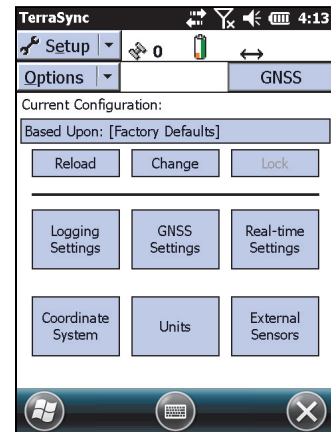 TerraSync 4:13
Setup 0
Options GNSS
Current Configuration:
Based Upon: [Factory Defaults]
Reload Change Lock
Logging Settings GNSS Settings Real-time Settings
Coordinate System Units External Sensors